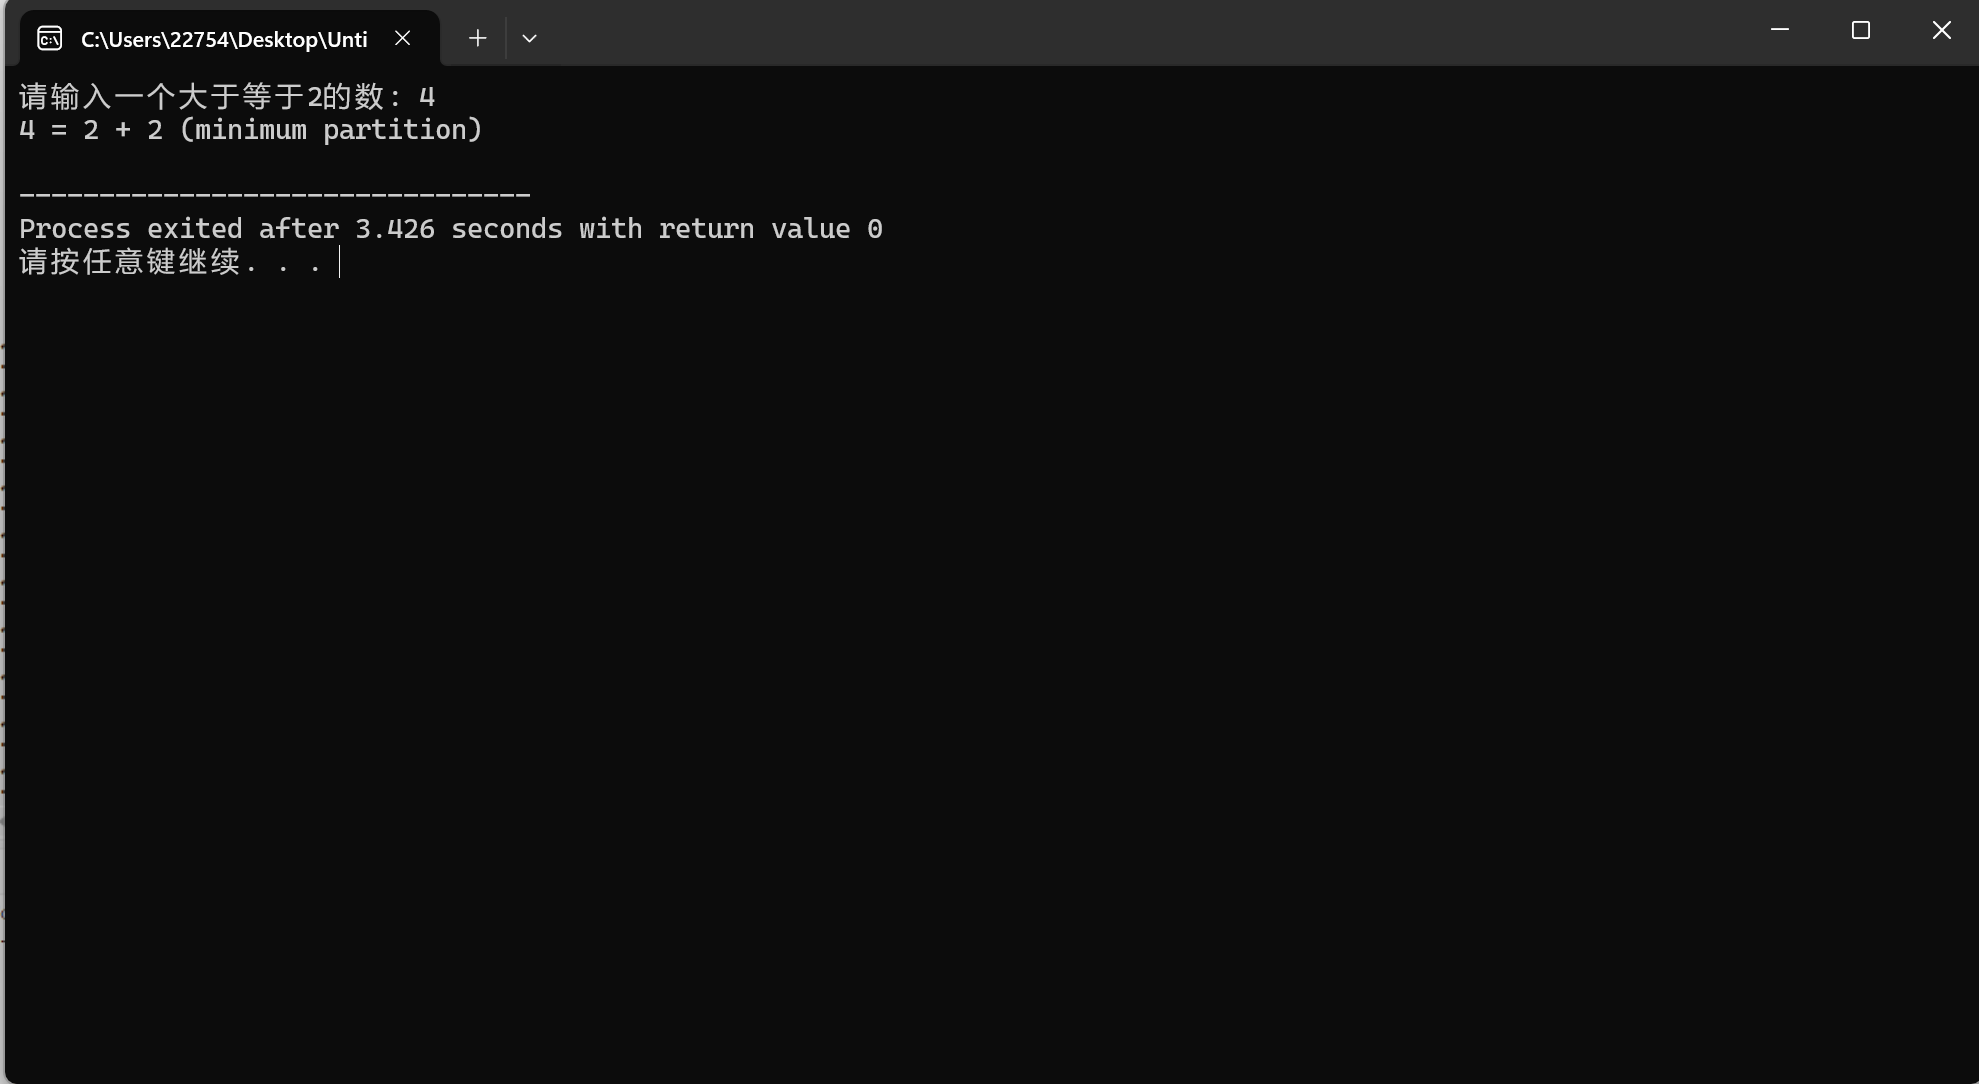 C:\Users\22754\Desktop\Unti
请输入一个大于等于2的数：4
4 = 2 + 2 (minimum partition)
--------------------------------
Process exited after 3.426 seconds with return value 0
请按任意键继续. . .